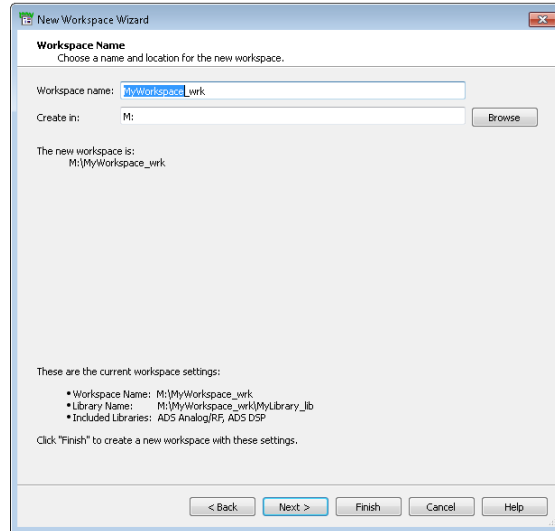 New Workspace Wizard
Workspace Name
Choose a name and location for the new workspace.
Workspace name: MyWorkspace_wrk
Create in: M:
Browse
The new workspace is:
M:\MyWorkspace_wrk
These are the current workspace settings:
• Workspace Name: M:\MyWorkspace_wrk
• Library Name: M:\MyWorkspace_wrk\MyLibrary_lib
• Included Libraries: ADS Analog/RF, ADS DSP
Click "Finish" to create a new workspace with these settings.
< Back Next > Finish Cancel Help